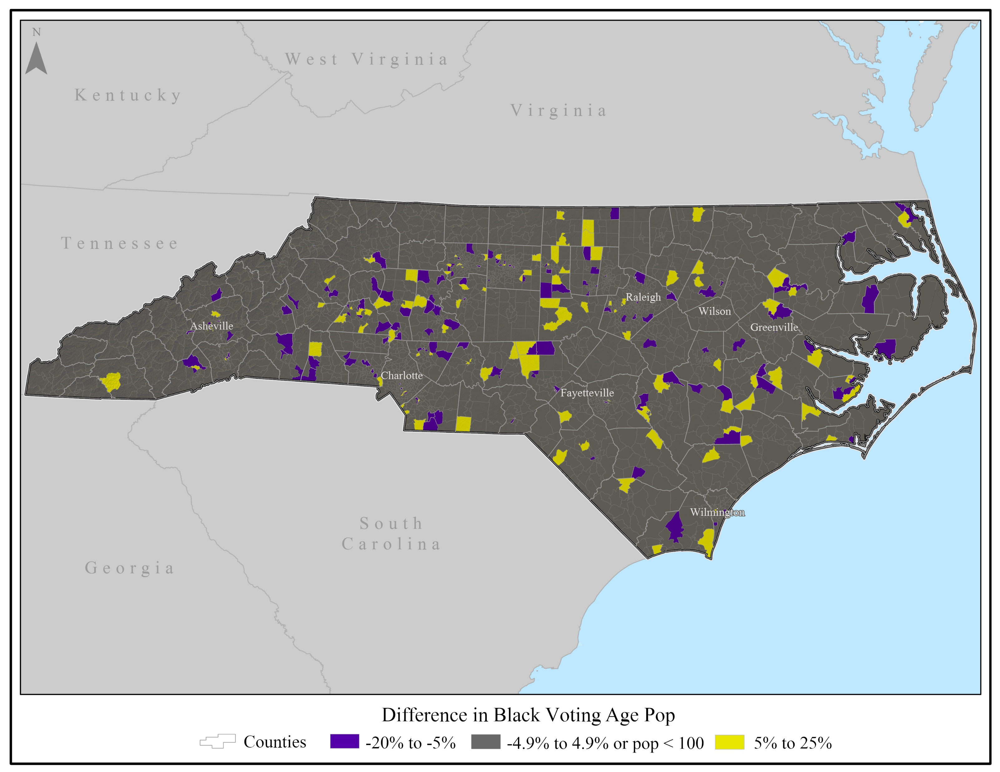 N
West Virginia
Kentucky
Virginia
Tennessee
Raleigh
Wilson
Asheville
Greenville
Charlotte
Fayetteville
Wilmington
South
Carolina
Georgia
Difference in Black Voting Age Pop
Counties
-20% to -5%
-4.9% to 4.9% or pop < 100
5% to 25%